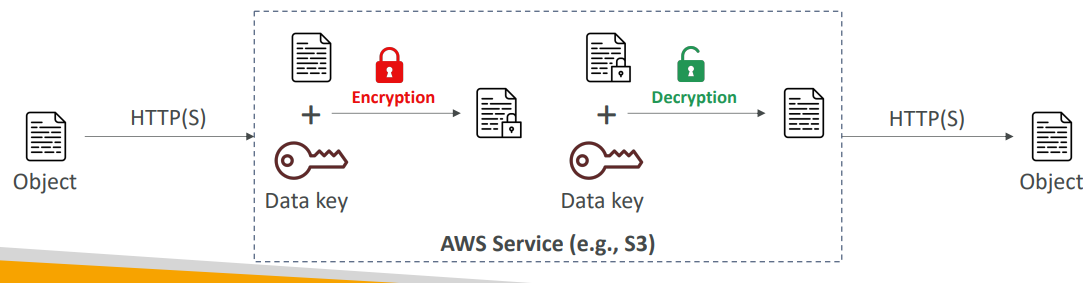 HTTP(S)
Object
Encryption
+
Data key
Decryption
+
Data key
AWS Service (e.g., S3)
HTTP(S)
Object